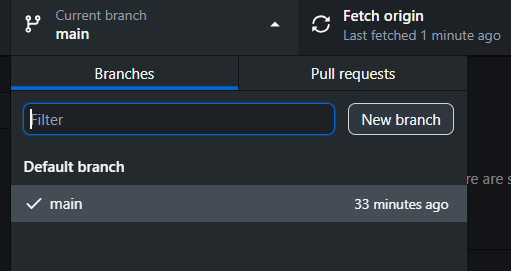 Current branch
main
Fetch origin
Last fetched 1 minute ago
Branches
Pull requests
Filter
New branch
re are s
Default branch
main
33 minutes ago